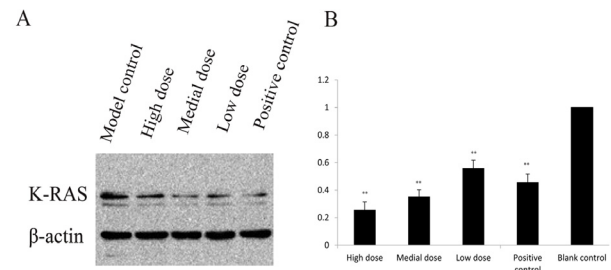 A
Model control
High dose
Medial dose
Low dose
Positive control
K-RAS
β-actin
B
1.2
1
0.8
0.6
0.4
0.2
0
**
**
**
**
High dose
Medial dose
Low dose
Positive
control
Blank control